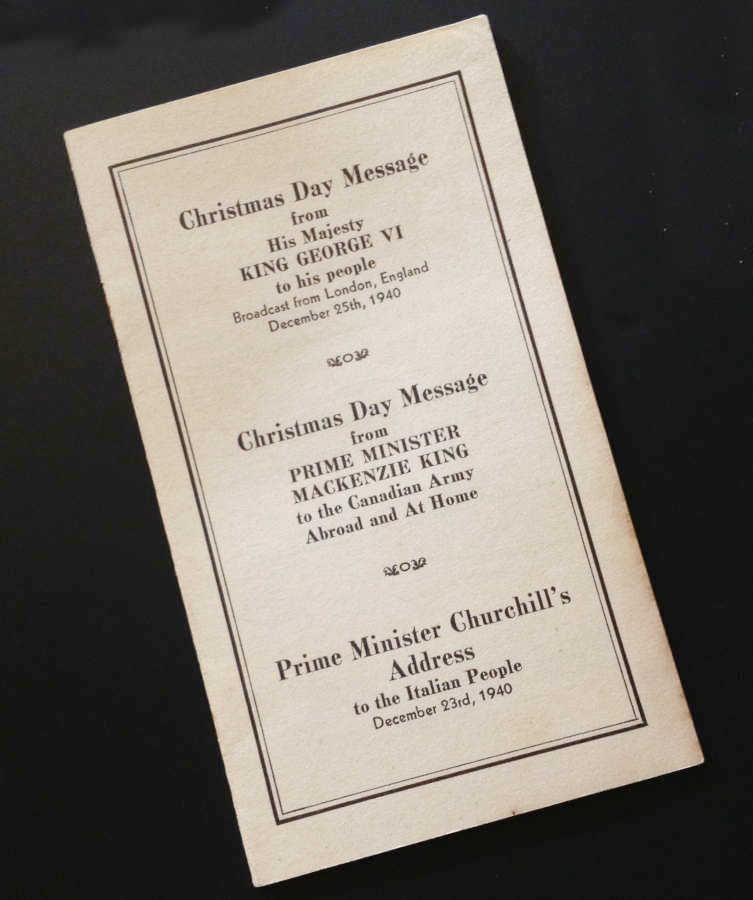 Christmas Day Message
from
His Majesty
KING GEORGE VI
to his people
Broadcast from London, England
December 25th, 1940
Christmas Day Message
from
PRIME MINISTER
MACKENZIE KING
to the Canadian Army
Abroad and At Home
Prime Minister Churchill's
Address
to the Italian People
December 23rd, 1940